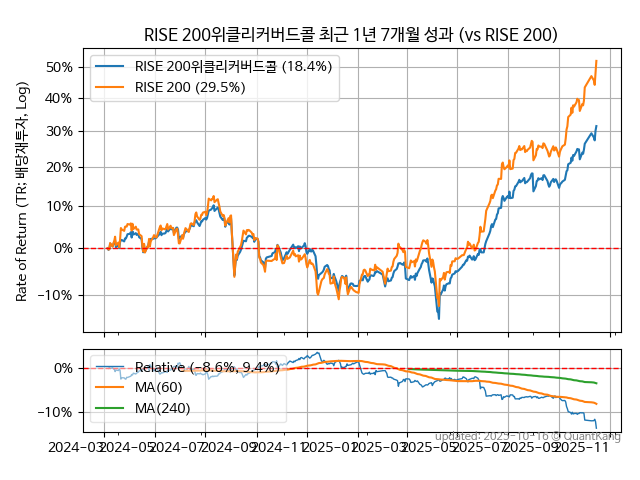 RISE 200위클리커버드콜 최근 1년 7개월 성과 (vs RISE 200)
RISE 200위클리커버드콜 (18.4%)
RISE 200 (29.5%)
Rate of Return (TR: 배당재투자, Log)
50%
40%
30%
20%
10%
0%
−10%
Relative (−8.6%, 9.4%)
MA(60)
MA(240)
0%
−10%
updated: 2025-10-16 © QuantKang
2024-03 2024-05 2024-07 2024-09 2024-11 2025-01 2025-03 2025-05 2025-07 2025-09 2025-11